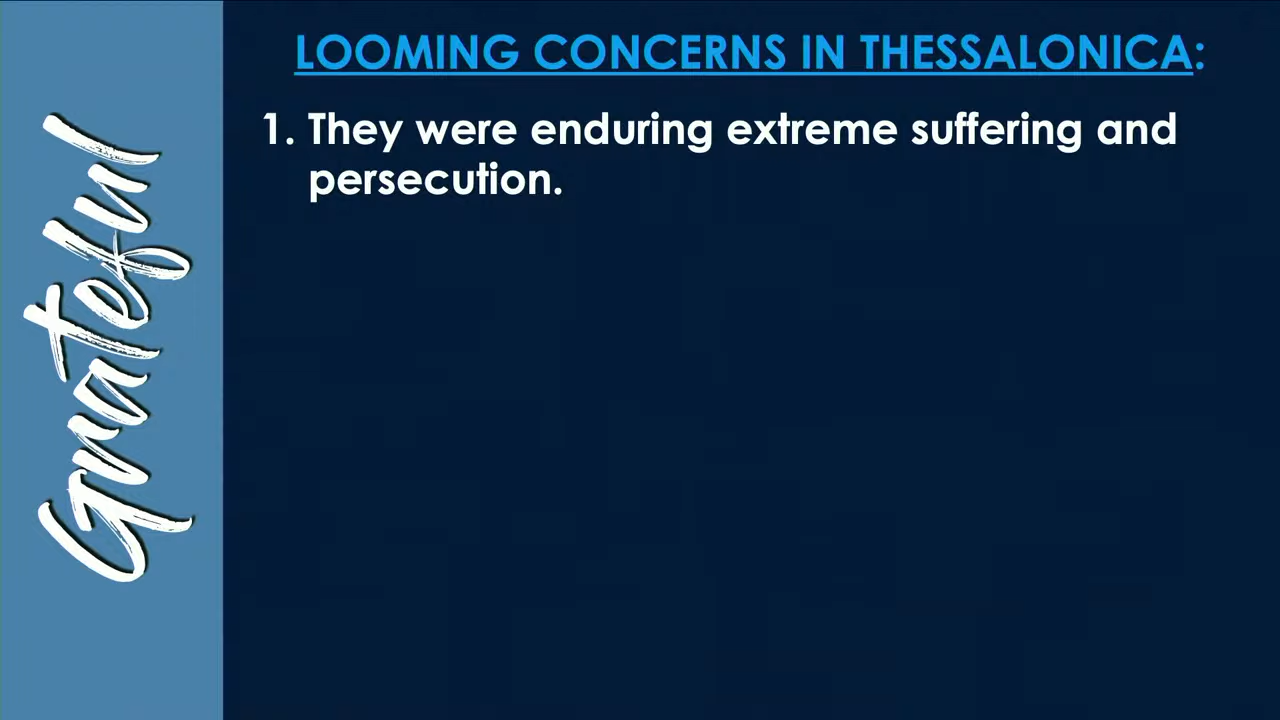 Grateful
LOOMING CONCERNS IN THESSALONICA:
1. They were enduring extreme suffering and
persecution.